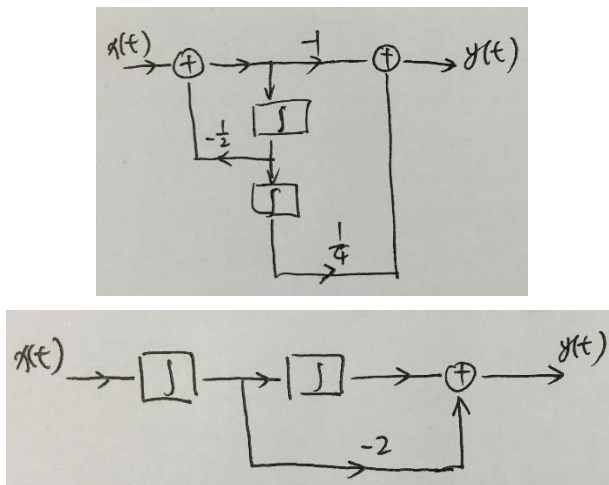 x(t) + -1 + y(t)
∫
-1/2
∫
1/4
x(t) ∫ ∫ + y(t)
-2